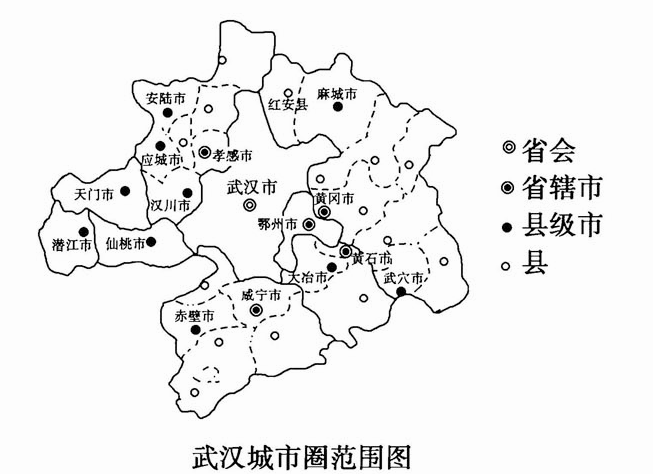 安陆市
红安县
麻城市
应城市
孝感市
天门市
汉川市
武汉市
黄冈市
鄂州市
潜江市
仙桃市
黄石市
大冶市
武穴市
咸宁市
赤壁市
省会
省辖市
县级市
县
武汉城市圈范围图